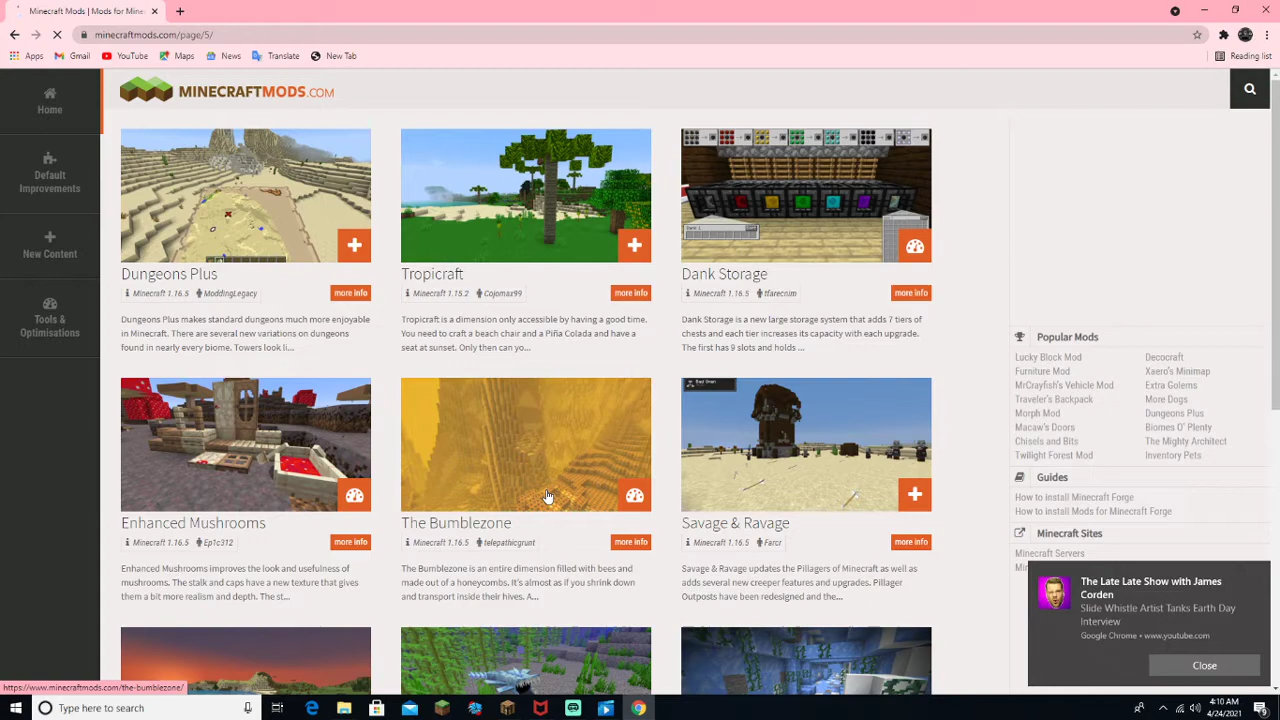 Minecraft Mods | Mods for Minec
minecraftmods.com/page/5/
Apps Gmail YouTube Maps News Translate New Tab Reading list
MINECRAFTMODS.COM
Home
Default
Improvements
New Content
Tools &
Optimisations
Dungeons Plus
Minecraft 1.16.5 ModdingLegacy more info
Dungeons Plus makes standard dungeons much more enjoyable
in Minecraft. There are several new variations on dungeons
found in nearly every biome. Towers look li...
Tropicraft
Minecraft 1.15.2 Cojomax99 more info
Tropicraft is a dimension only accessible by having a good time.
You need to craft a beach chair and a Piña Colada and have a
seat at sunset. Only then can yo...
Dank Storage
Minecraft 1.16.5 tfarecnim more info
Dank Storage is a new large storage system that adds 7 tiers of
chests and each tier increases its capacity with each upgrade.
The first has 9 slots and holds ...
Enhanced Mushrooms
Minecraft 1.16.5 Ep1c312 more info
Enhanced Mushrooms improves the look and usefulness of
mushrooms. The stalk and caps have a new texture that gives
them a bit more realism and depth. The st...
The Bumblezone
Minecraft 1.16.5 telepathicgrunt more info
The Bumblezone is an entire dimension filled with bees and
made out of a honeycombs. It's almost as if you shrink down
and transport inside their hives. A...
Savage & Ravage
Minecraft 1.16.5 Farcr more info
Savage & Ravage updates the Pillagers of Minecraft as well as
adds several new creeper features and upgrades. Pillager
Outposts have been redesigned and the...
Popular Mods
Lucky Block Mod Decocraft
Furniture Mod Xaero's Minimap
MrCrayfish's Vehicle Mod Extra Golems
Traveler's Backpack More Dogs
Morph Mod Dungeons Plus
Macaw's Doors Biomes O' Plenty
Chisels and Bits The Mighty Architect
Twilight Forest Mod Inventory Pets
Guides
How to install Minecraft Forge
How to install Mods for Minecraft Forge
Minecraft Sites
Minecraft Servers
The Late Late Show with James
Corden
Slide Whistle Artist Tanks Earth Day
Interview
Google Chrome • www.youtube.com
Close
https://www.minecraftmods.com/the-bumblezone/
Type here to search
4:10 AM
4/24/2021